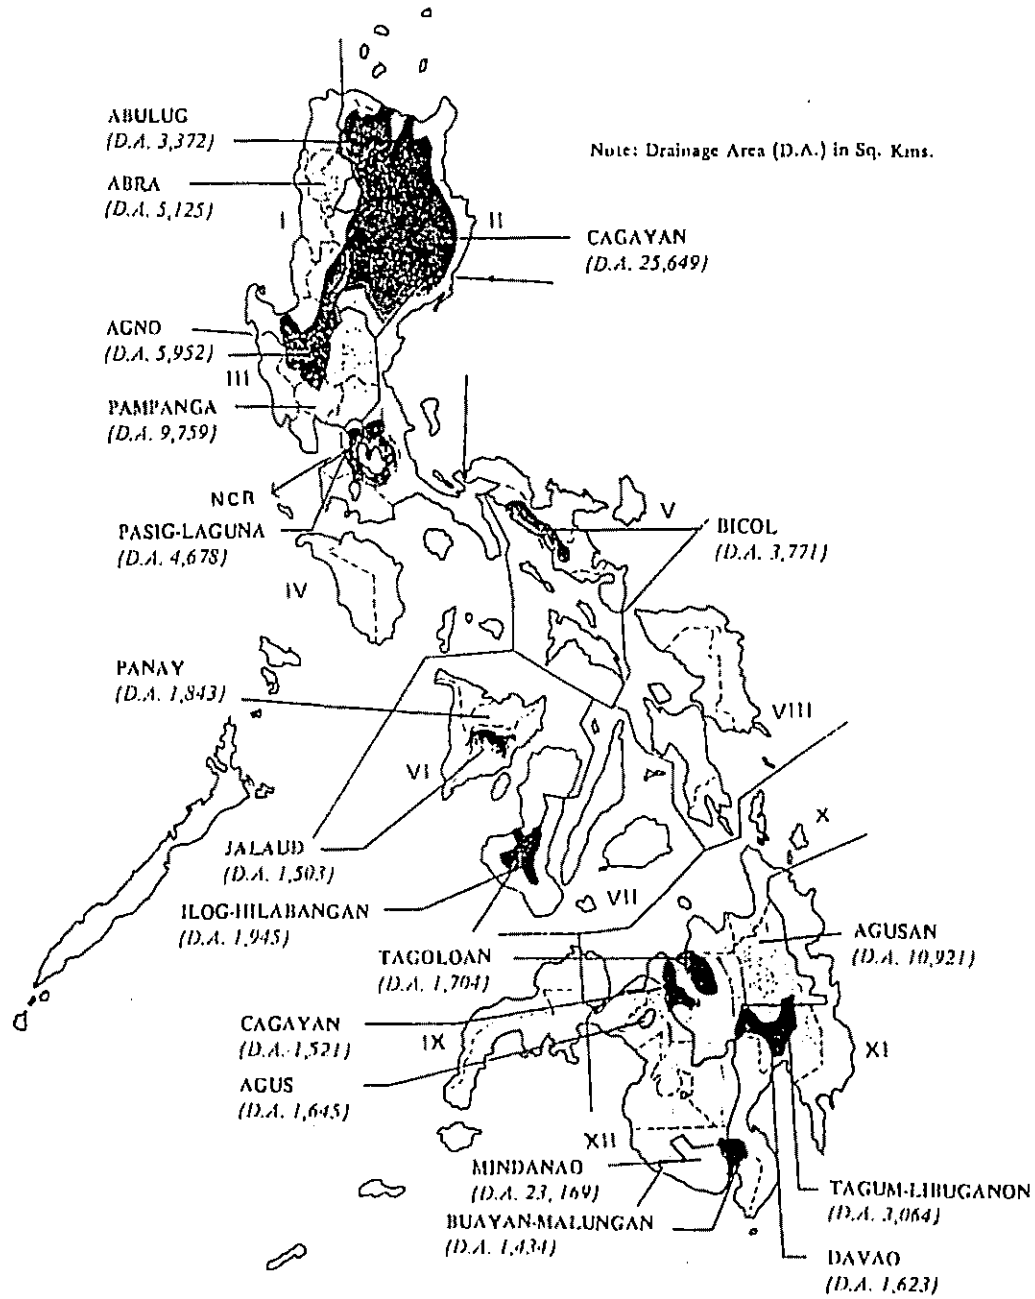 ABULUG
(D.A. 3,372)
Note: Drainage Area (D.A.) in Sq. Kms.
ABRA
(D.A. 5,125)
I
II
CAGAYAN
(D.A. 25,649)
AGNO
(D.A. 5,952)
III
PAMPANGA
(D.A. 9,759)
NCR
PASIG-LAGUNA
(D.A. 4,678)
V
BICOL
(D.A. 3,771)
IV
PANAY
(D.A. 1,843)
VIII
VI
X
JALAUD
(D.A. 1,503)
ILOG-HILABANGAN
(D.A. 1,945)
VII
TAGOLOAN
(D.A. 1,704)
AGUSAN
(D.A. 10,921)
CAGAYAN
(D.A. 1,521)
IX
XI
AGUS
(D.A. 1,645)
XII
MINDANAO
(D.A. 23, 169)
BUAYAN-MALUNGAN
(D.A. 1,434)
TAGUM-LIBUGANON
(D.A. 3,064)
DAVAO
(D.A. 1,623)